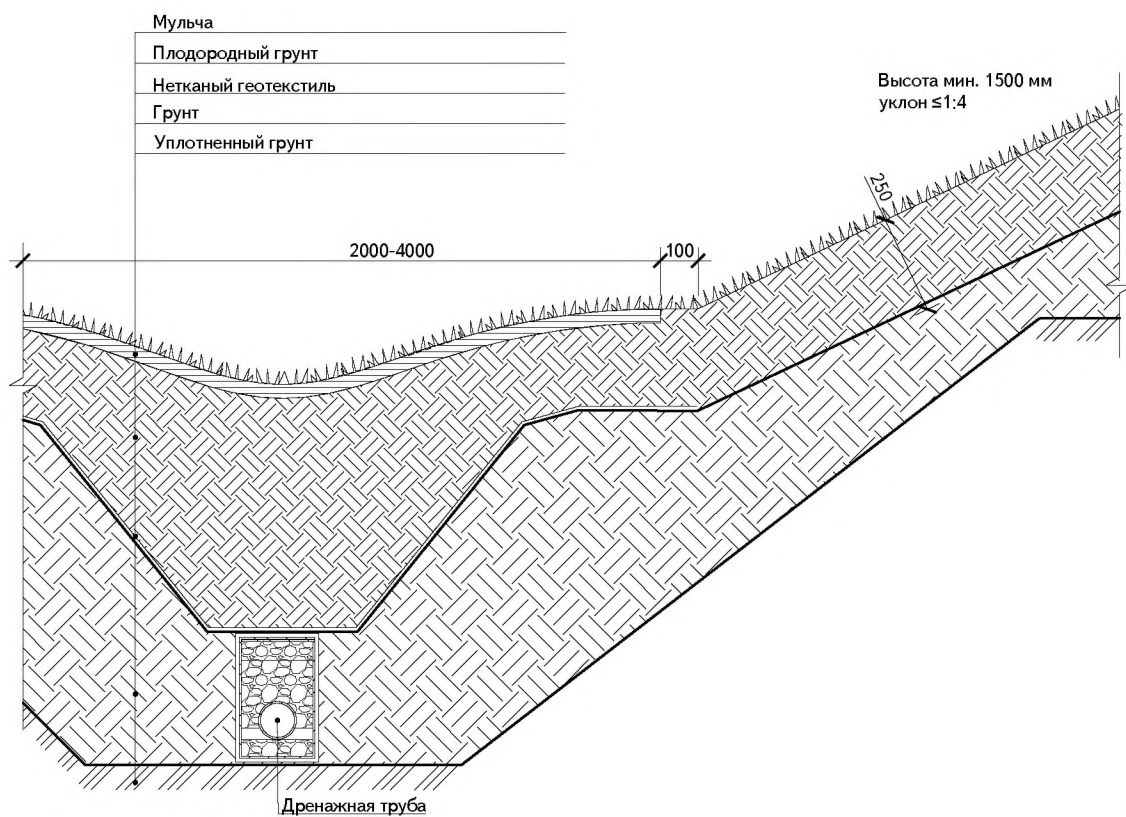 Мульча
Плодородный грунт
Нетканый геотекстиль
Грунт
Уплотненный грунт
Высота мин. 1500 мм
уклон ≤1:4
250
2000-4000
100
Дренажная труба